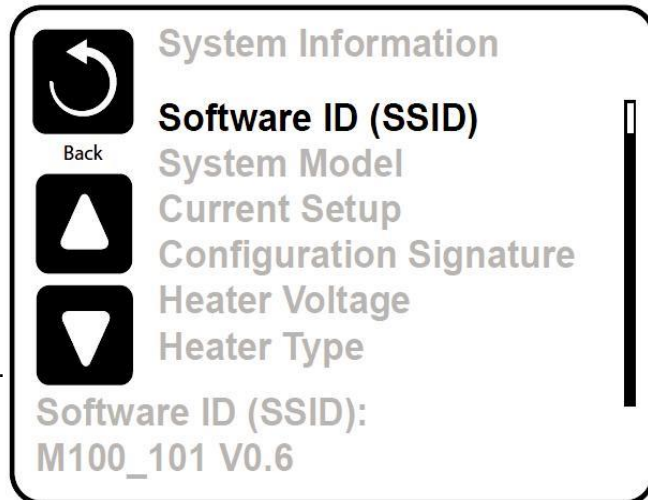 System Information
Software ID (SSID)
Back
System Model
Current Setup
Configuration Signature
Heater Voltage
Heater Type
Software ID (SSID):
M100_101 V0.6